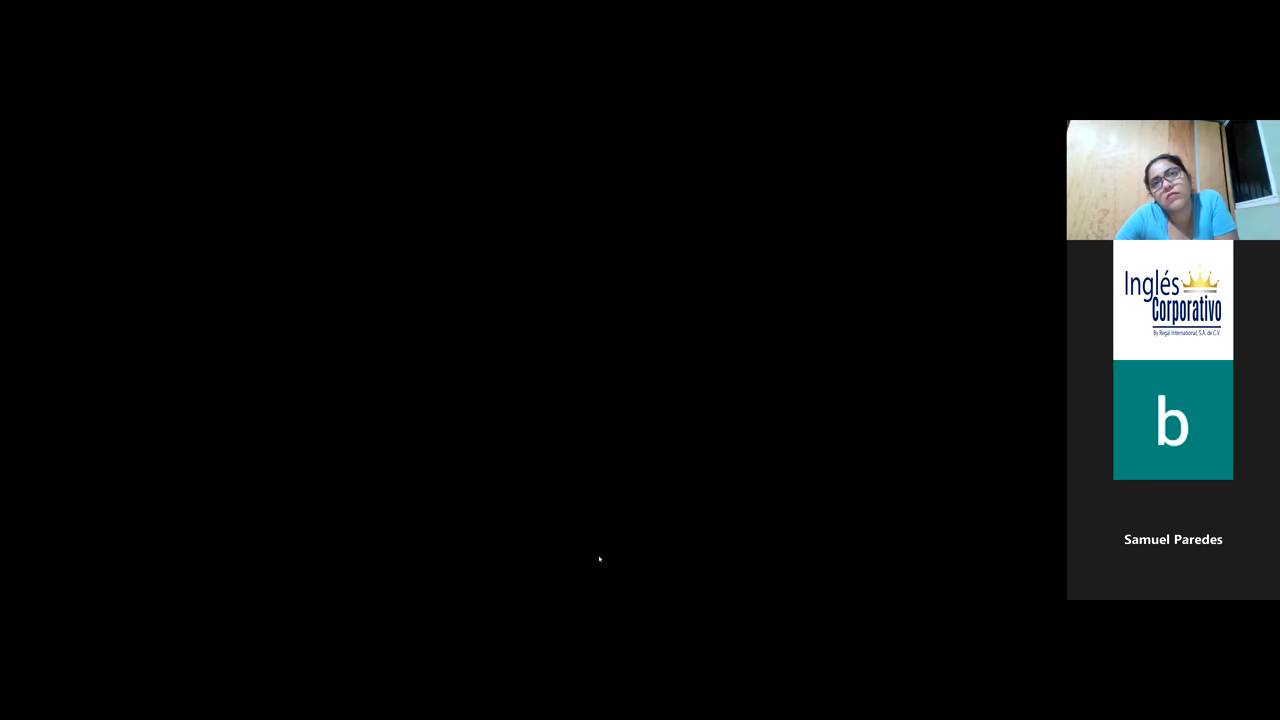 Inglés
Corporativo
By Regal International, S.A. de C.V.
b
Samuel Paredes